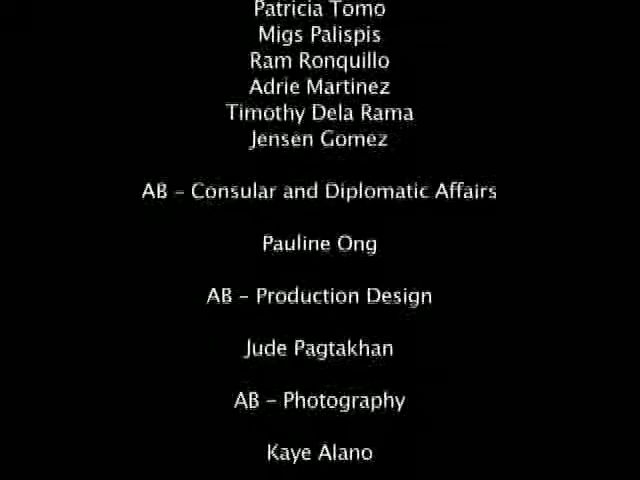 Patricia Tomo
Migs Palispis
Ram Ronquillo
Adrie Martinez
Timothy Dela Rama
Jensen Gomez
AB - Consular and Diplomatic Affairs
Pauline Ong
AB - Production Design
Jude Pagtakhan
AB - Photography
Kaye Alano